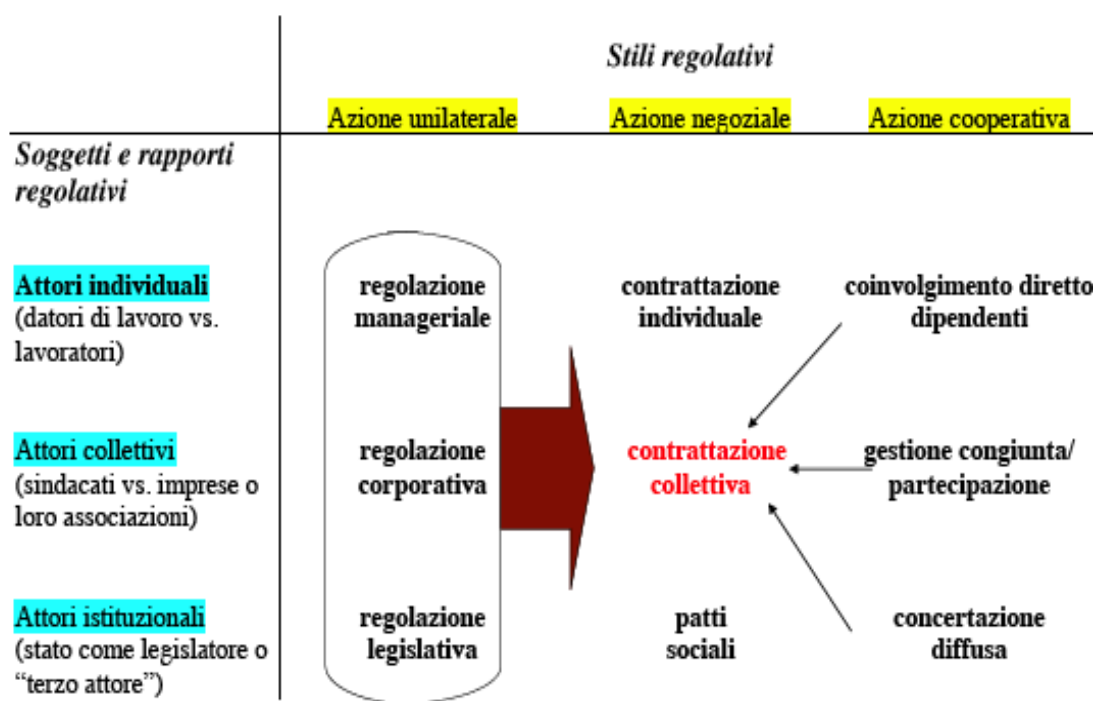 Stili regolativi
Azione unilaterale Azione negoziale Azione cooperativa
Soggetti e rapporti
regolativi
Attori individuali
(datori di lavoro vs.
lavoratori)
regolazione
manageriale
contrattazione
individuale
coinvolgimento diretto
dipendenti
Attori collettivi
(sindacati vs. imprese o
loro associazioni)
regolazione
corporativa
contrattazione
collettiva
gestione congiunta/
partecipazione
Attori istituzionali
(stato come legislatore o
“terzo attore”)
regolazione
legislativa
patti
sociali
concertazione
diffusa